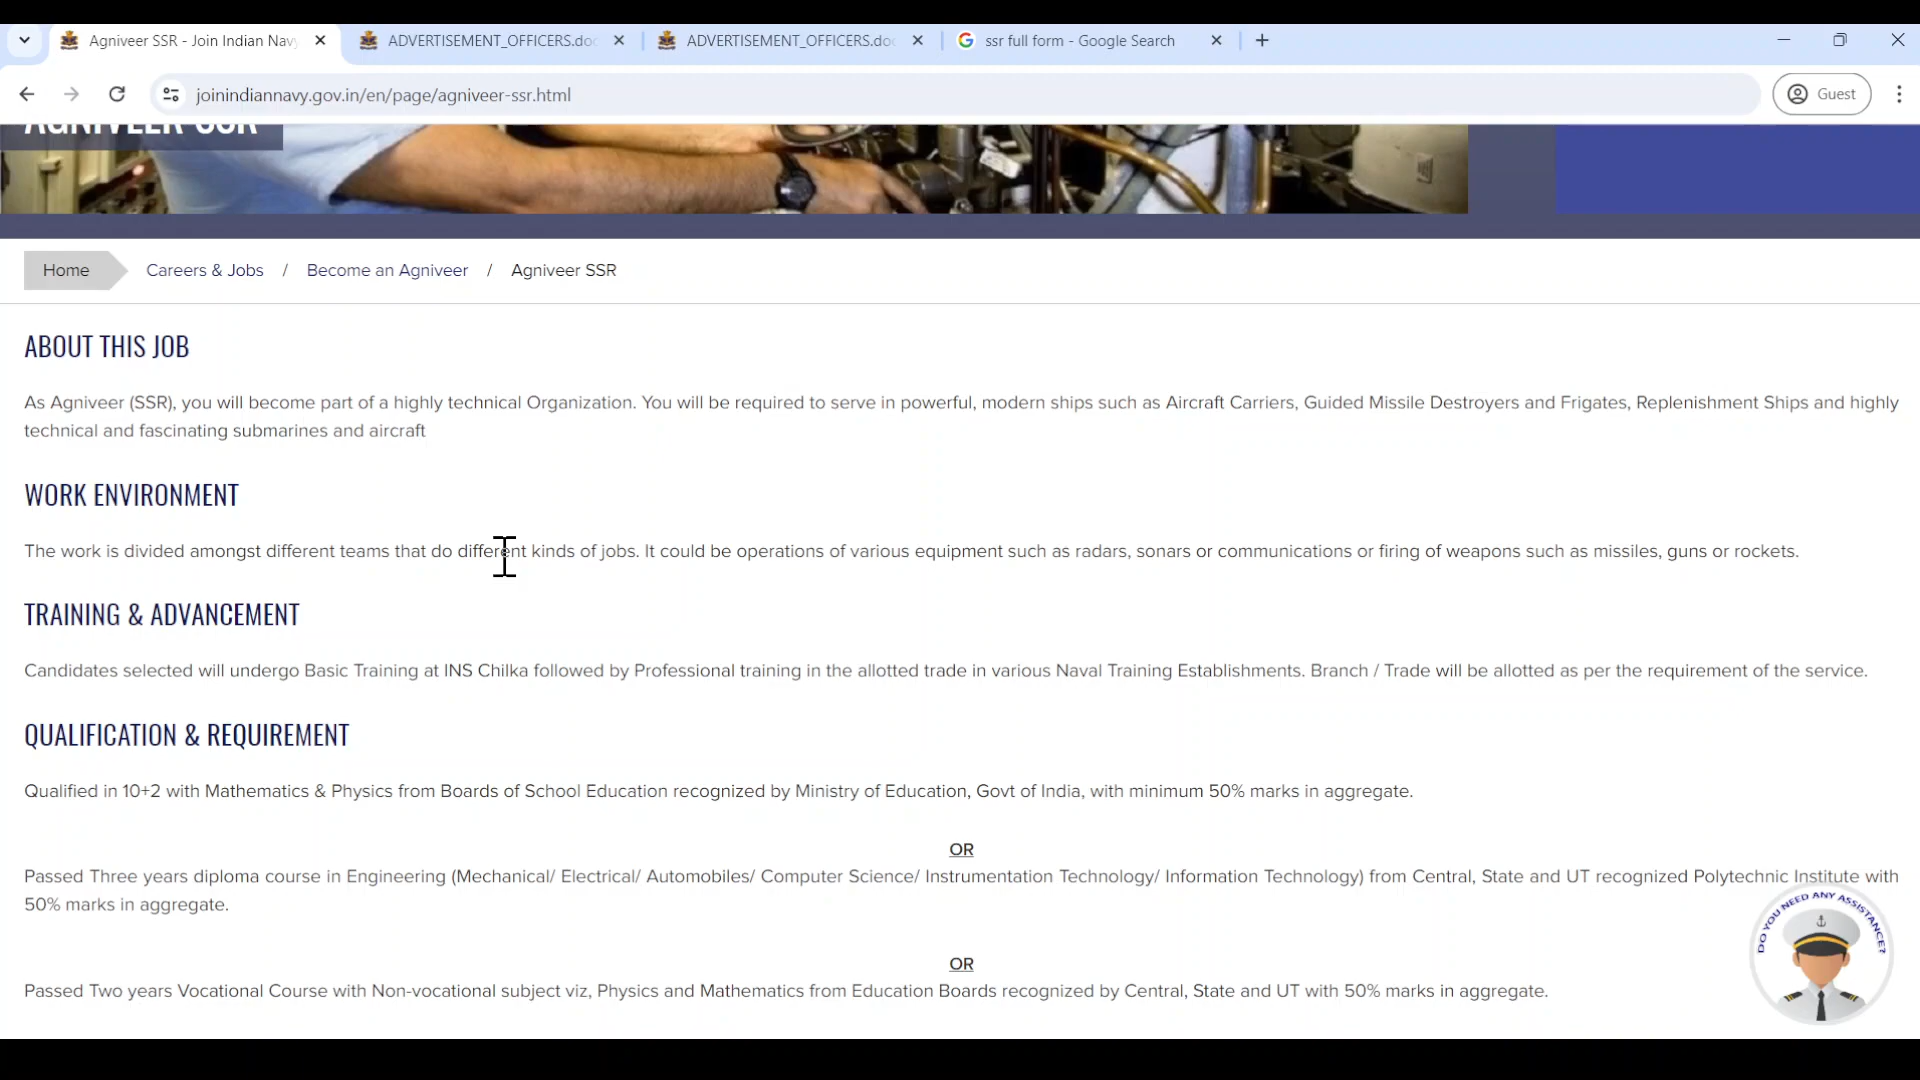 Agniveer SSR - Join Indian Nav
ADVERTISEMENT_OFFICERS.doc
ADVERTISEMENT_OFFICERS.doc
ssr full form - Google Search
joinindiannavy.gov.in/en/page/agniveer-ssr.html
Guest
AGNIVEER SSR
Home
Careers & Jobs / Become an Agniveer / Agniveer SSR
ABOUT THIS JOB
As Agniveer (SSR), you will become part of a highly technical Organization. You will be required to serve in powerful, modern ships such as Aircraft Carriers, Guided Missile Destroyers and Frigates, Replenishment Ships and highly
technical and fascinating submarines and aircraft
WORK ENVIRONMENT
The work is divided amongst different teams that do different kinds of jobs. It could be operations of various equipment such as radars, sonars or communications or firing of weapons such as missiles, guns or rockets.
TRAINING & ADVANCEMENT
Candidates selected will undergo Basic Training at INS Chilka followed by Professional training in the allotted trade in various Naval Training Establishments. Branch / Trade will be allotted as per the requirement of the service.
QUALIFICATION & REQUIREMENT
Qualified in 10+2 with Mathematics & Physics from Boards of School Education recognized by Ministry of Education, Govt of India, with minimum 50% marks in aggregate.
OR
Passed Three years diploma course in Engineering (Mechanical/ Electrical/ Automobiles/ Computer Science/ Instrumentation Technology/ Information Technology) from Central, State and UT recognized Polytechnic Institute with
50% marks in aggregate.
DO YOU NEED ANY ASSISTANCE?
OR
Passed Two years Vocational Course with Non-vocational subject viz, Physics and Mathematics from Education Boards recognized by Central, State and UT with 50% marks in aggregate.